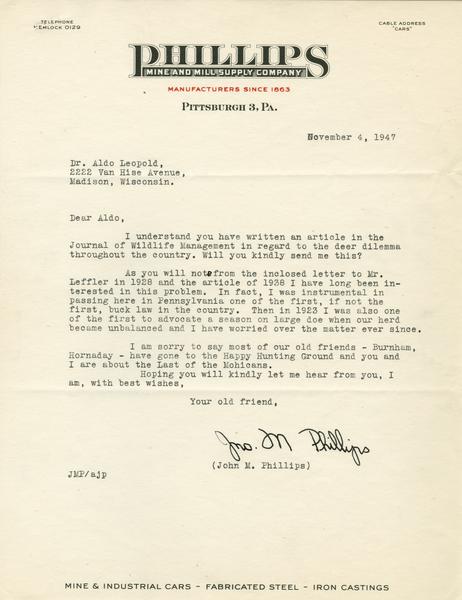 TELEPHONE
HEMLOCK 0129
CABLE ADDRESS
"CARS"
PHILLIPS
MINE AND MILL SUPPLY COMPANY
MANUFACTURERS SINCE 1863
PITTSBURGH 3, PA.
November 4, 1947
Dr. Aldo Leopold,
2222 Van Hise Avenue,
Madison, Wisconsin.
Dear Aldo,
I understand you have written an article in the
Journal of Wildlife Management in regard to the deer dilemma
throughout the country. Will you kindly send me this?
As you will note from the inclosed letter to Mr.
Leffler in 1928 and the article of 1938 I have long been in-
terested in this problem. In fact, I was instrumental in
passing here in Pennsylvania one of the first, if not the
first, buck law in the country. Then in 1923 I was also one
of the first to advocate a season on large doe when our herd
became unbalanced and I have worried over the matter ever since.
I am sorry to say most of our old friends - Burnham,
Hornaday - have gone to the Happy Hunting Ground and you and
I are about the Last of the Mohicans.
Hoping you will kindly let me hear from you, I
am, with best wishes,
Your old friend,
Jno. M Phillips
(John M. Phillips)
JMP/ajp
MINE & INDUSTRIAL CARS - FABRICATED STEEL - IRON CASTINGS